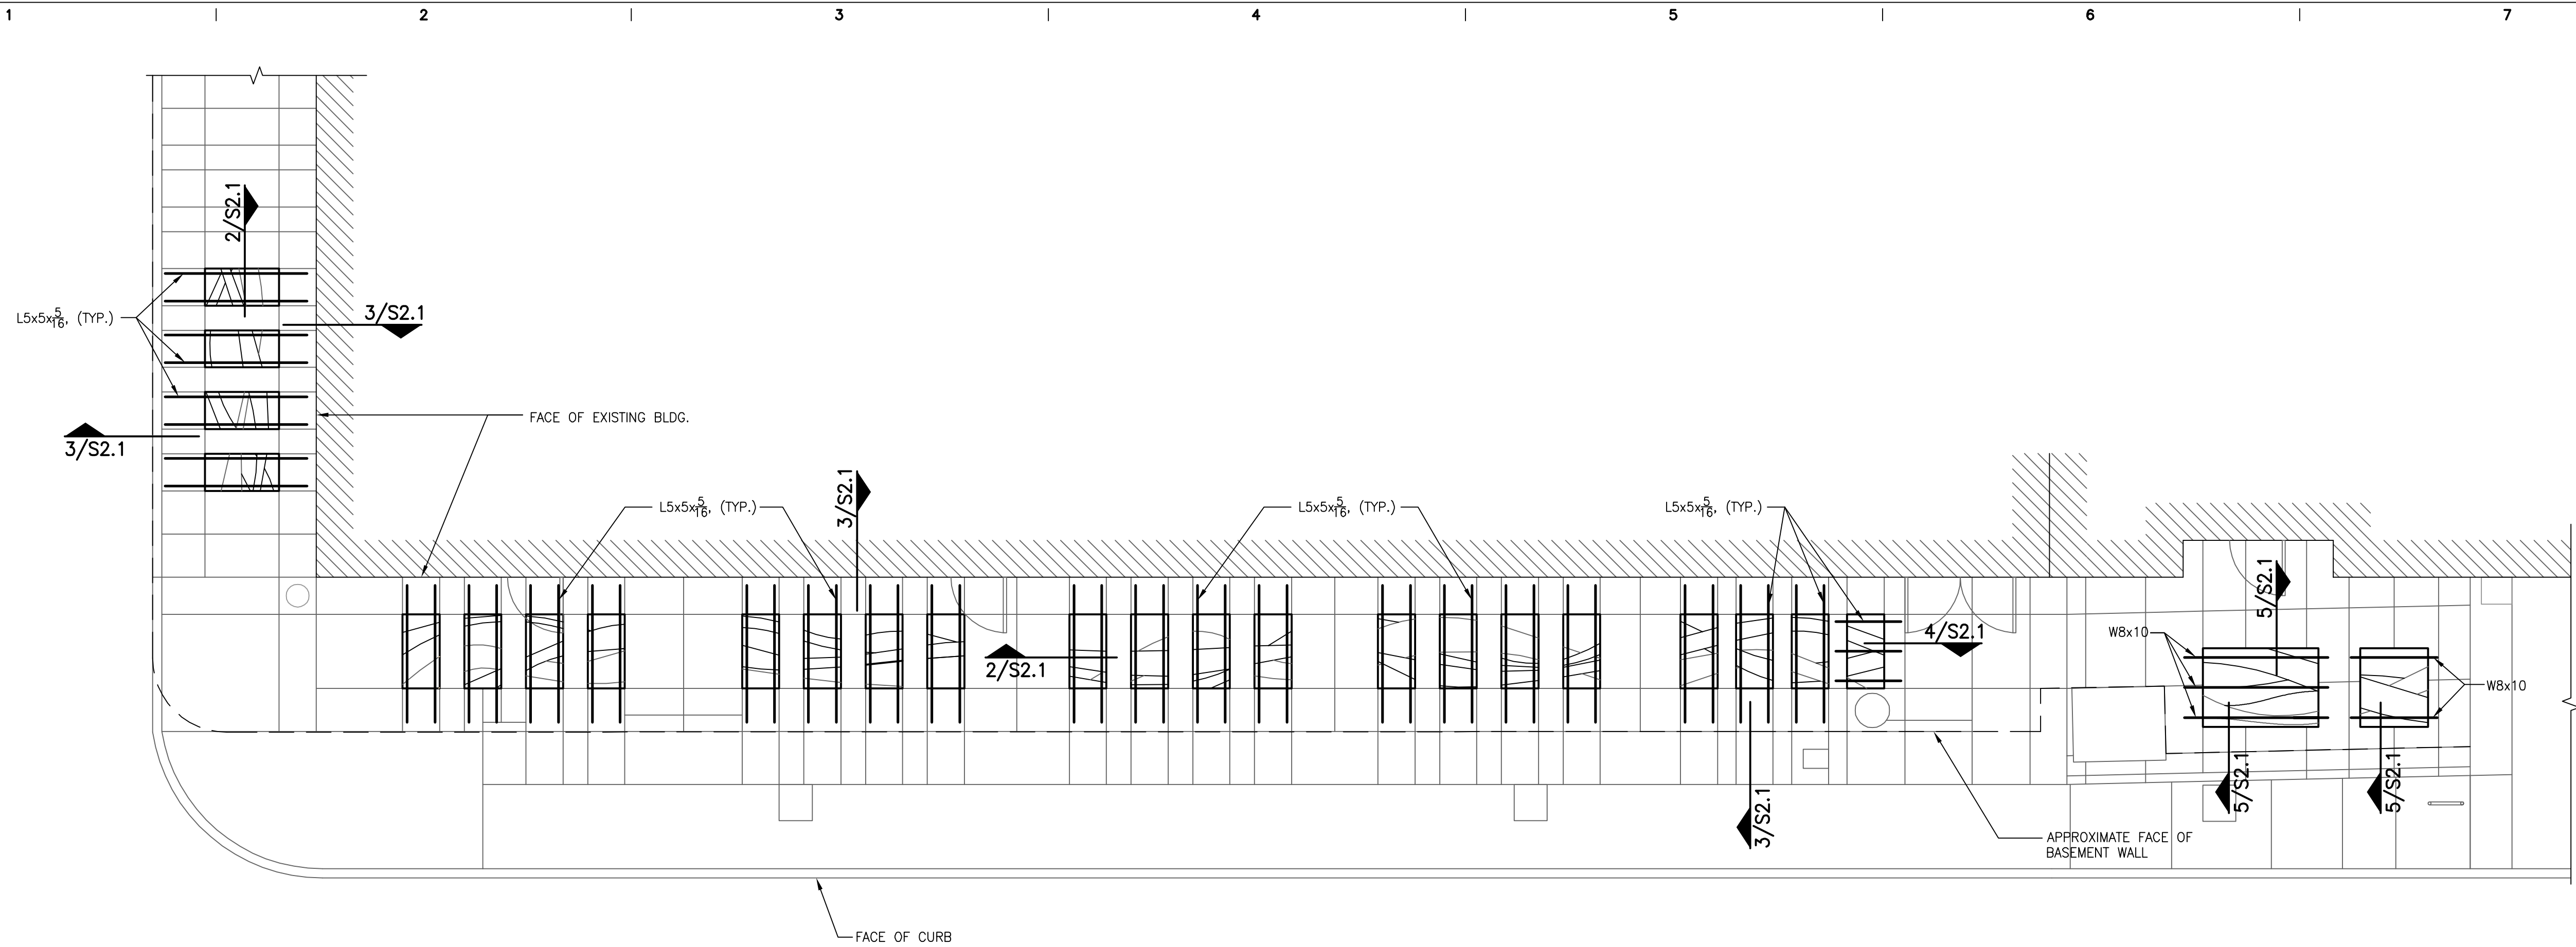 1 2 3 4 5 6 7
2/S2.1
L5x5x5/16, (TYP.)
3/S2.1
FACE OF EXISTING BLDG.
3/S2.1
3/S2.1
L5x5x5/16, (TYP.)
L5x5x5/16, (TYP.)
L5x5x5/16, (TYP.)
5/S2.1
4/S2.1
W8x10
2/S2.1
W8x10
5/S2.1
5/S2.1
3/S2.1
APPROXIMATE FACE OF
BASEMENT WALL
FACE OF CURB